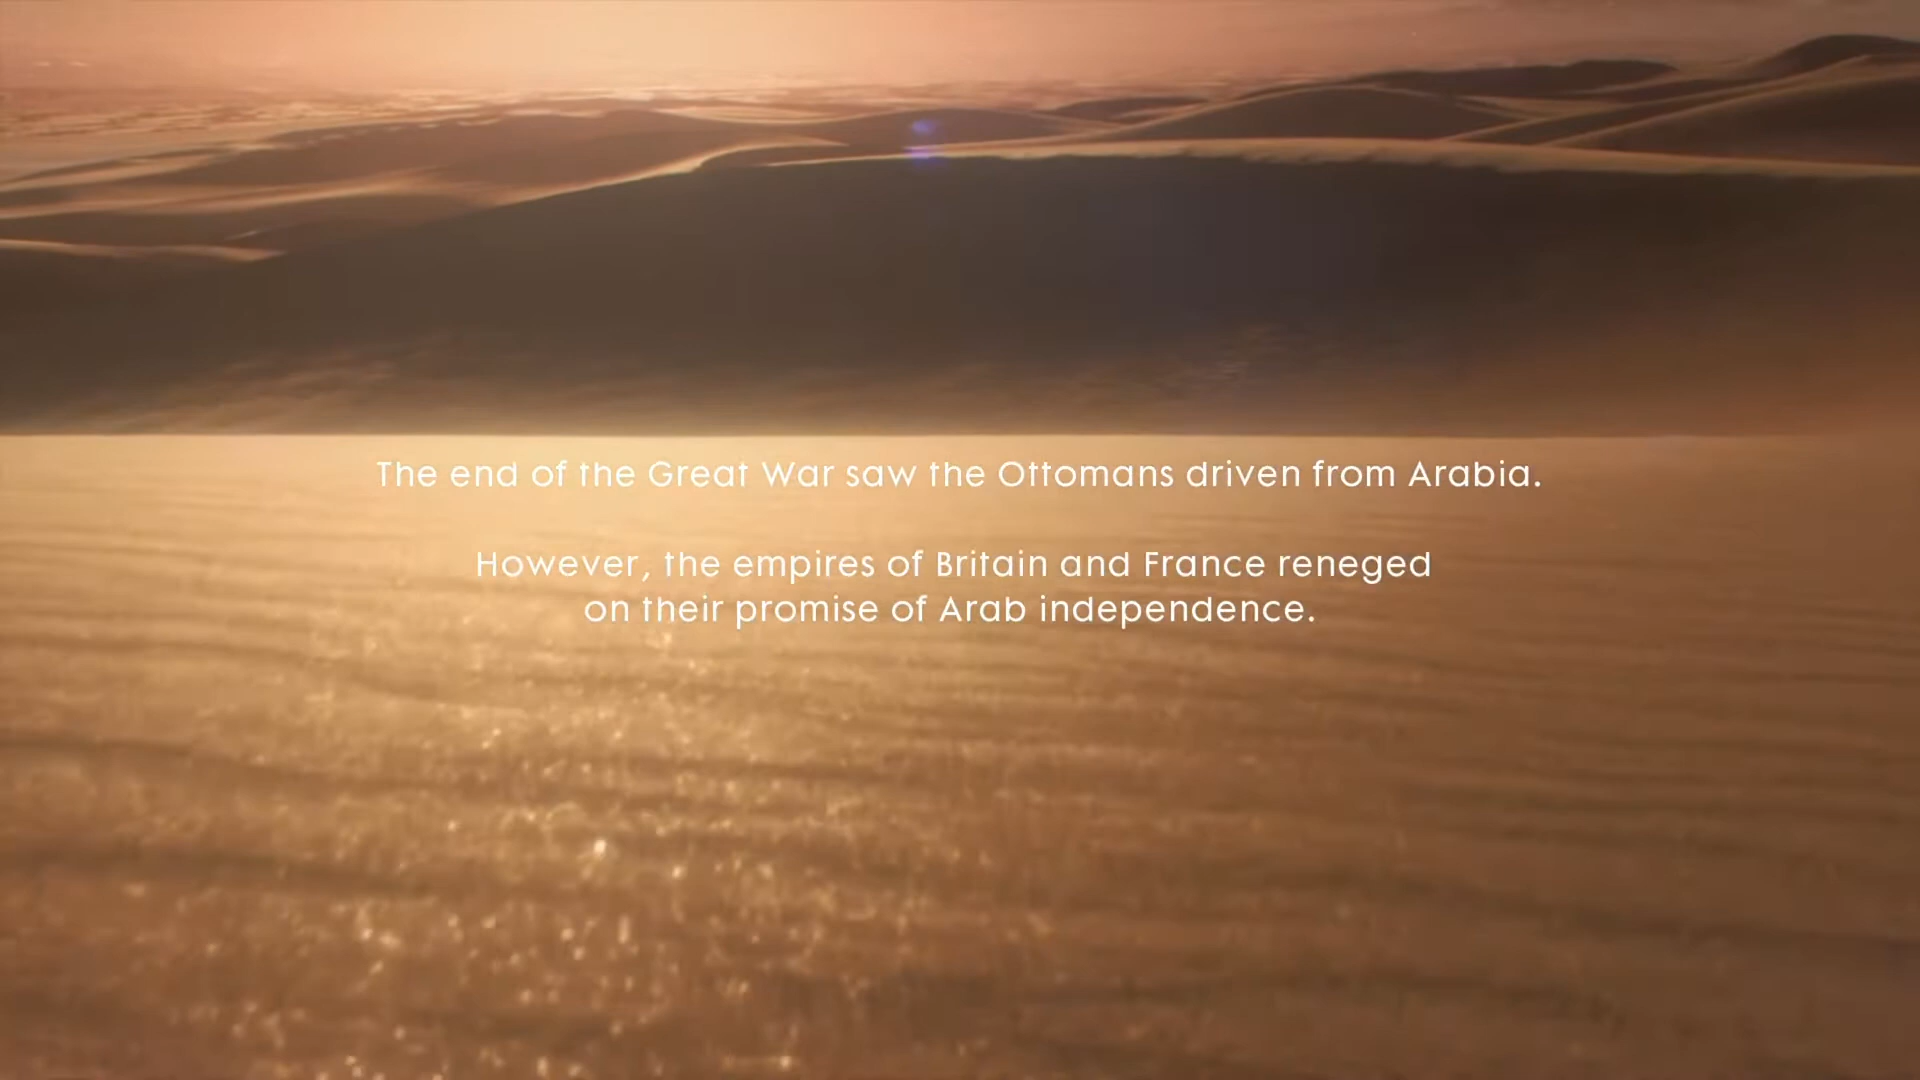 The end of the Great War saw the Ottomans driven from Arabia.
However, the empires of Britain and France reneged
on their promise of Arab independence.